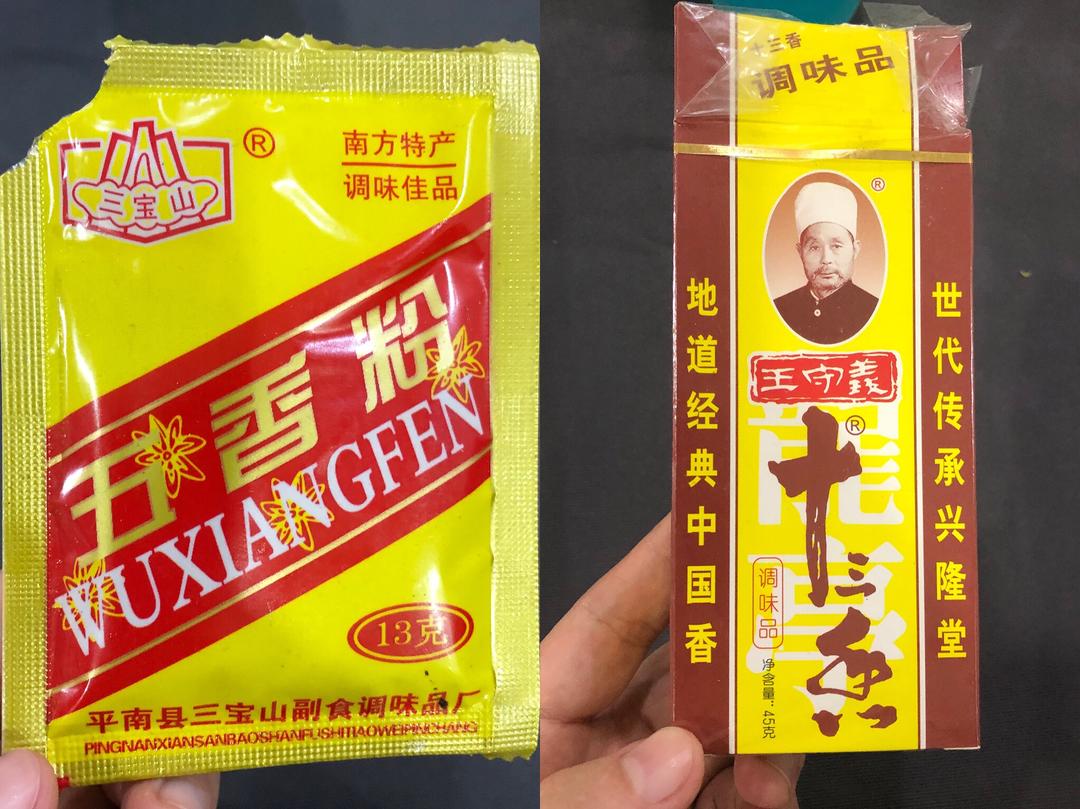 三宝山
®
南方特产
调味佳品
五香粉
WUXIANGFEN
13克
平南县三宝山副食调味品厂
PINGNANXIANSANBAOSHANFUSHITIAOWEIPINCHANG
十三香
调味品
®
地道经典中国香
世代传承兴隆堂
王守義
®
十三香
调味品
净含量:45克